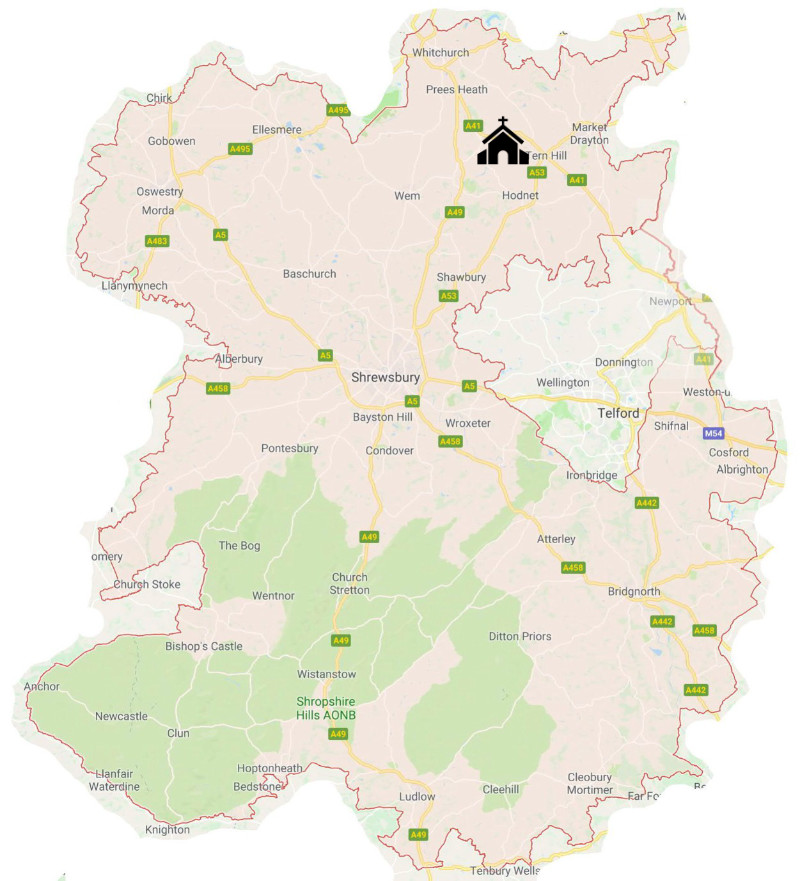 M
Whitchurch
Prees Heath
Chirk
A495
A41
Ellesmere
Market
Drayton
Gobowen
A495
Tern Hill
A53
A41
Oswestry
Wem
Hodnet
Morda
A49
A5
A483
Baschurch
Shawbury
Llanymynech
A53
Newport
Alberbury
A5
A41
Donnington
Shrewsbury
Wellington
A458
A5
Weston-u
A5
Bayston Hill
Wroxeter
Telford
Shifnal
M54
A458
Pontesbury
Condover
Cosford
Albrighton
Ironbridge
A442
A49
The Bog
Atterley
omery
A458
Church Stoke
Church
Stretton
Wentnor
Bridgnorth
A442
A458
A49
Ditton Priors
Bishop's Castle
Wistanstow
Anchor
A442
Shropshire
Hills AONB
Newcastle
Clun
A49
Hoptonheath
Llanfair
Waterdine
Bedstone
Cleobury
Mortimer
Cleehill
Ludlow
Far Fo
Knighton
A49
Tenbury Wells